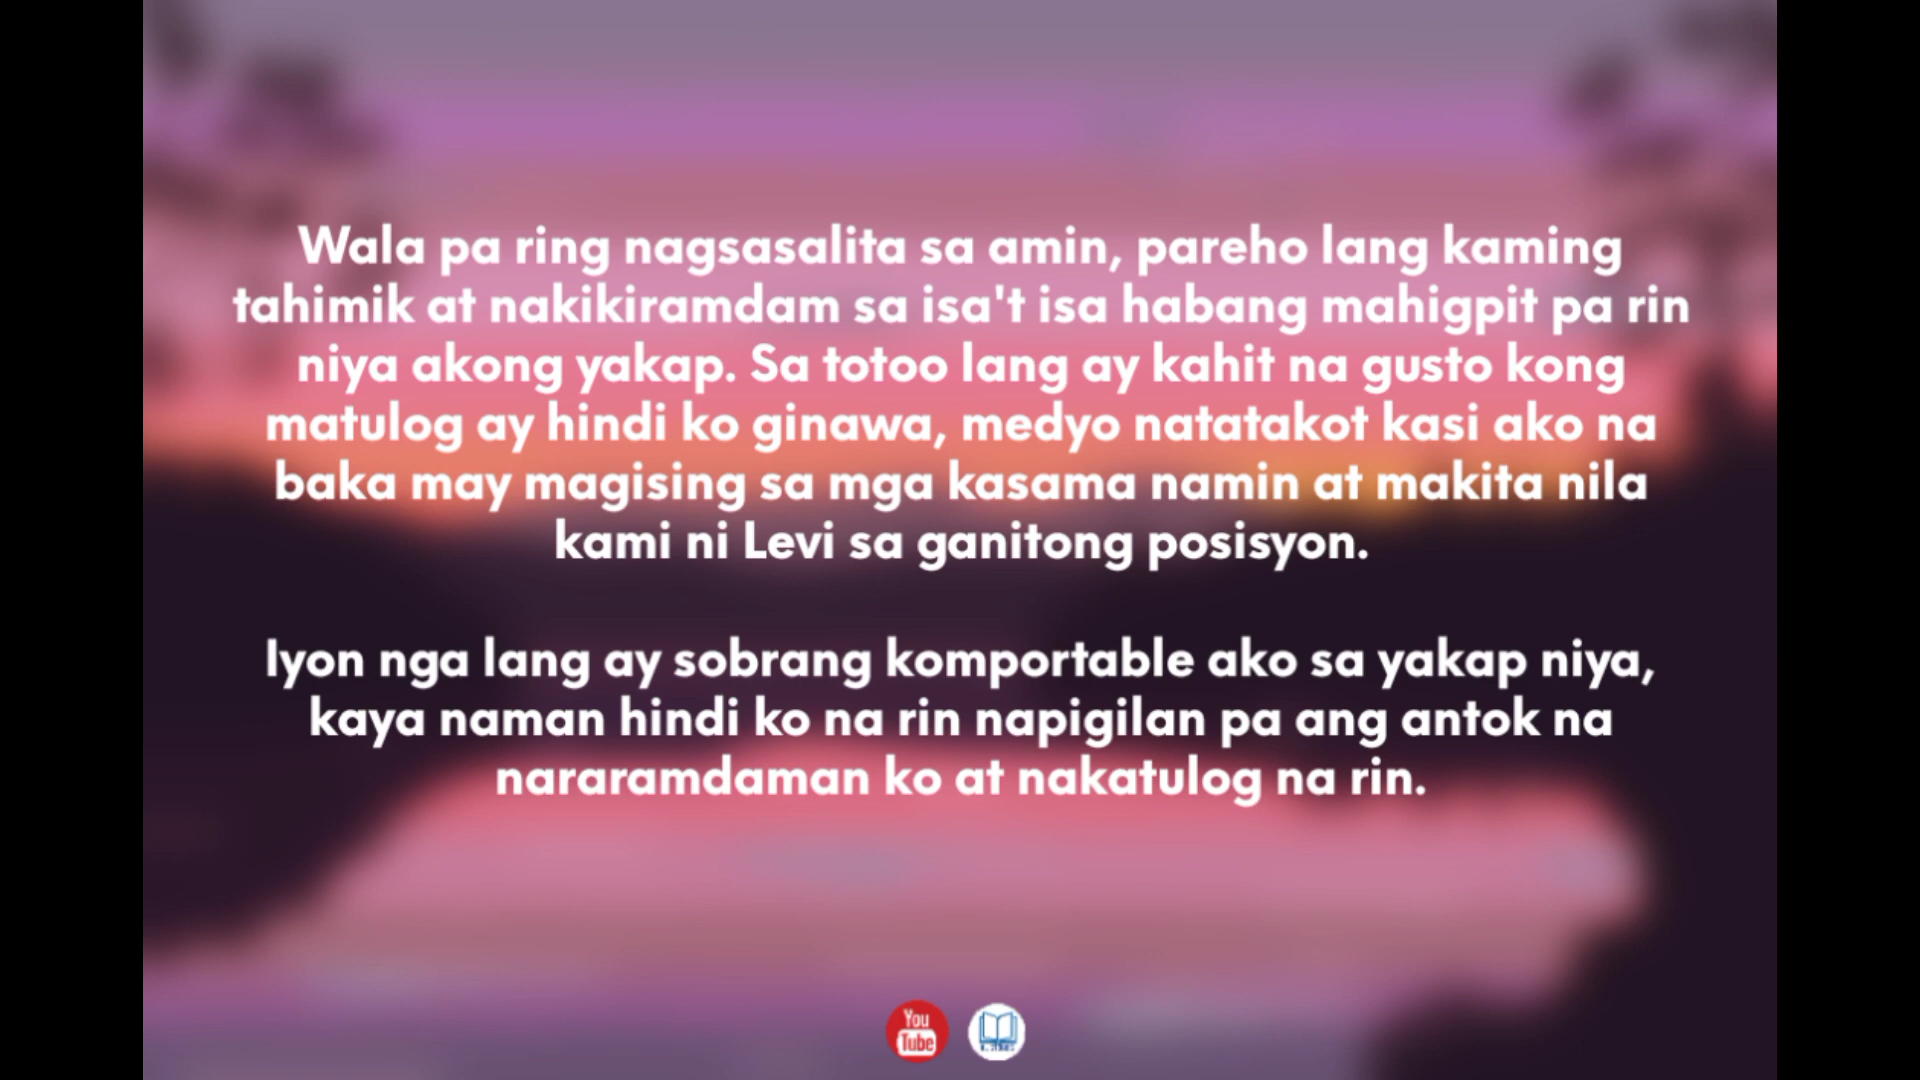 Wala pa ring nagsasalita sa amin, pareho lang kaming
tahimik at nakikiramdam sa isa't isa habang mahigpit pa rin
niya akong yakap. Sa totoo lang ay kahit na gusto kong
matulog ay hindi ko ginawa, medyo natatakot kasi ako na
baka may magising sa mga kasama namin at makita nila
kami ni Levi sa ganitong posisyon.
Iyon nga lang ay sobrang komportable ako sa yakap niya,
kaya naman hindi ko na rin napigilan pa ang antok na
nararamdaman ko at nakatulog na rin.
You
Tube